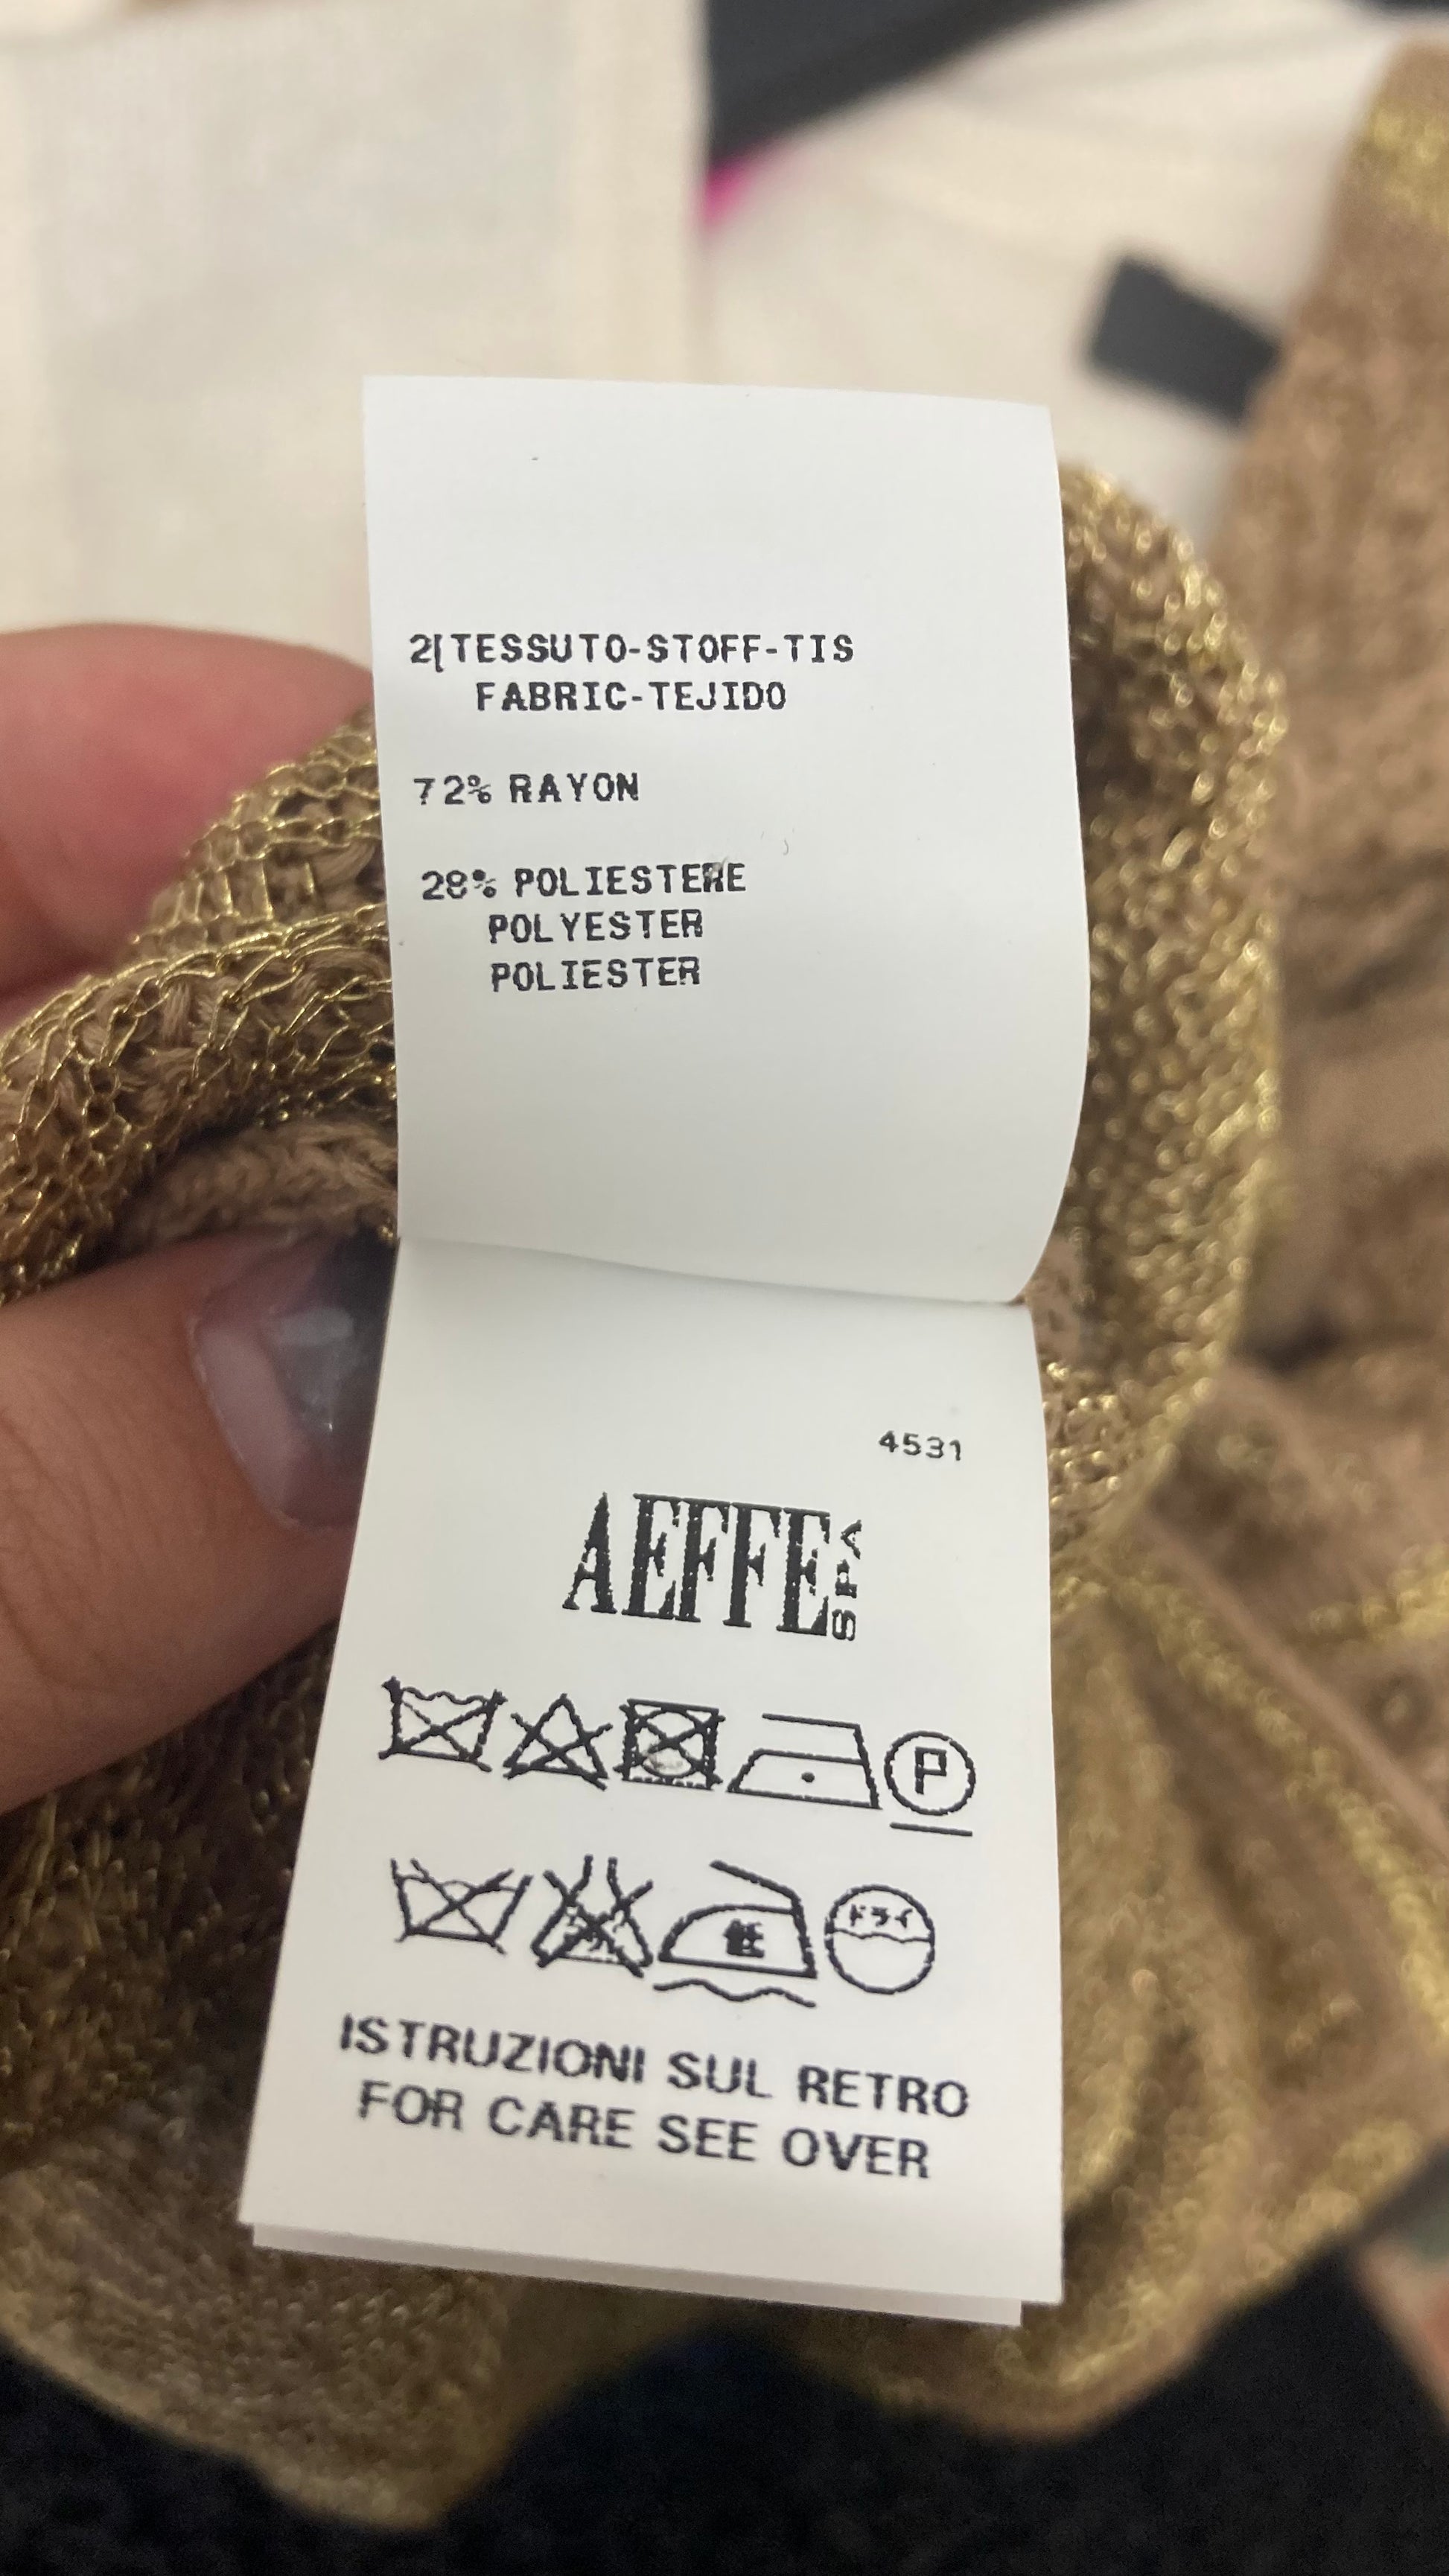 2[TESSUTO-STOFF-TIS
FABRIC-TEJIDO
72% RAYON
28% POLIESTERE
POLYESTER
POLIESTER
4531
AEFFE SPA
P
低
ドライ
ISTRUZIONI SUL RETRO
FOR CARE SEE OVER